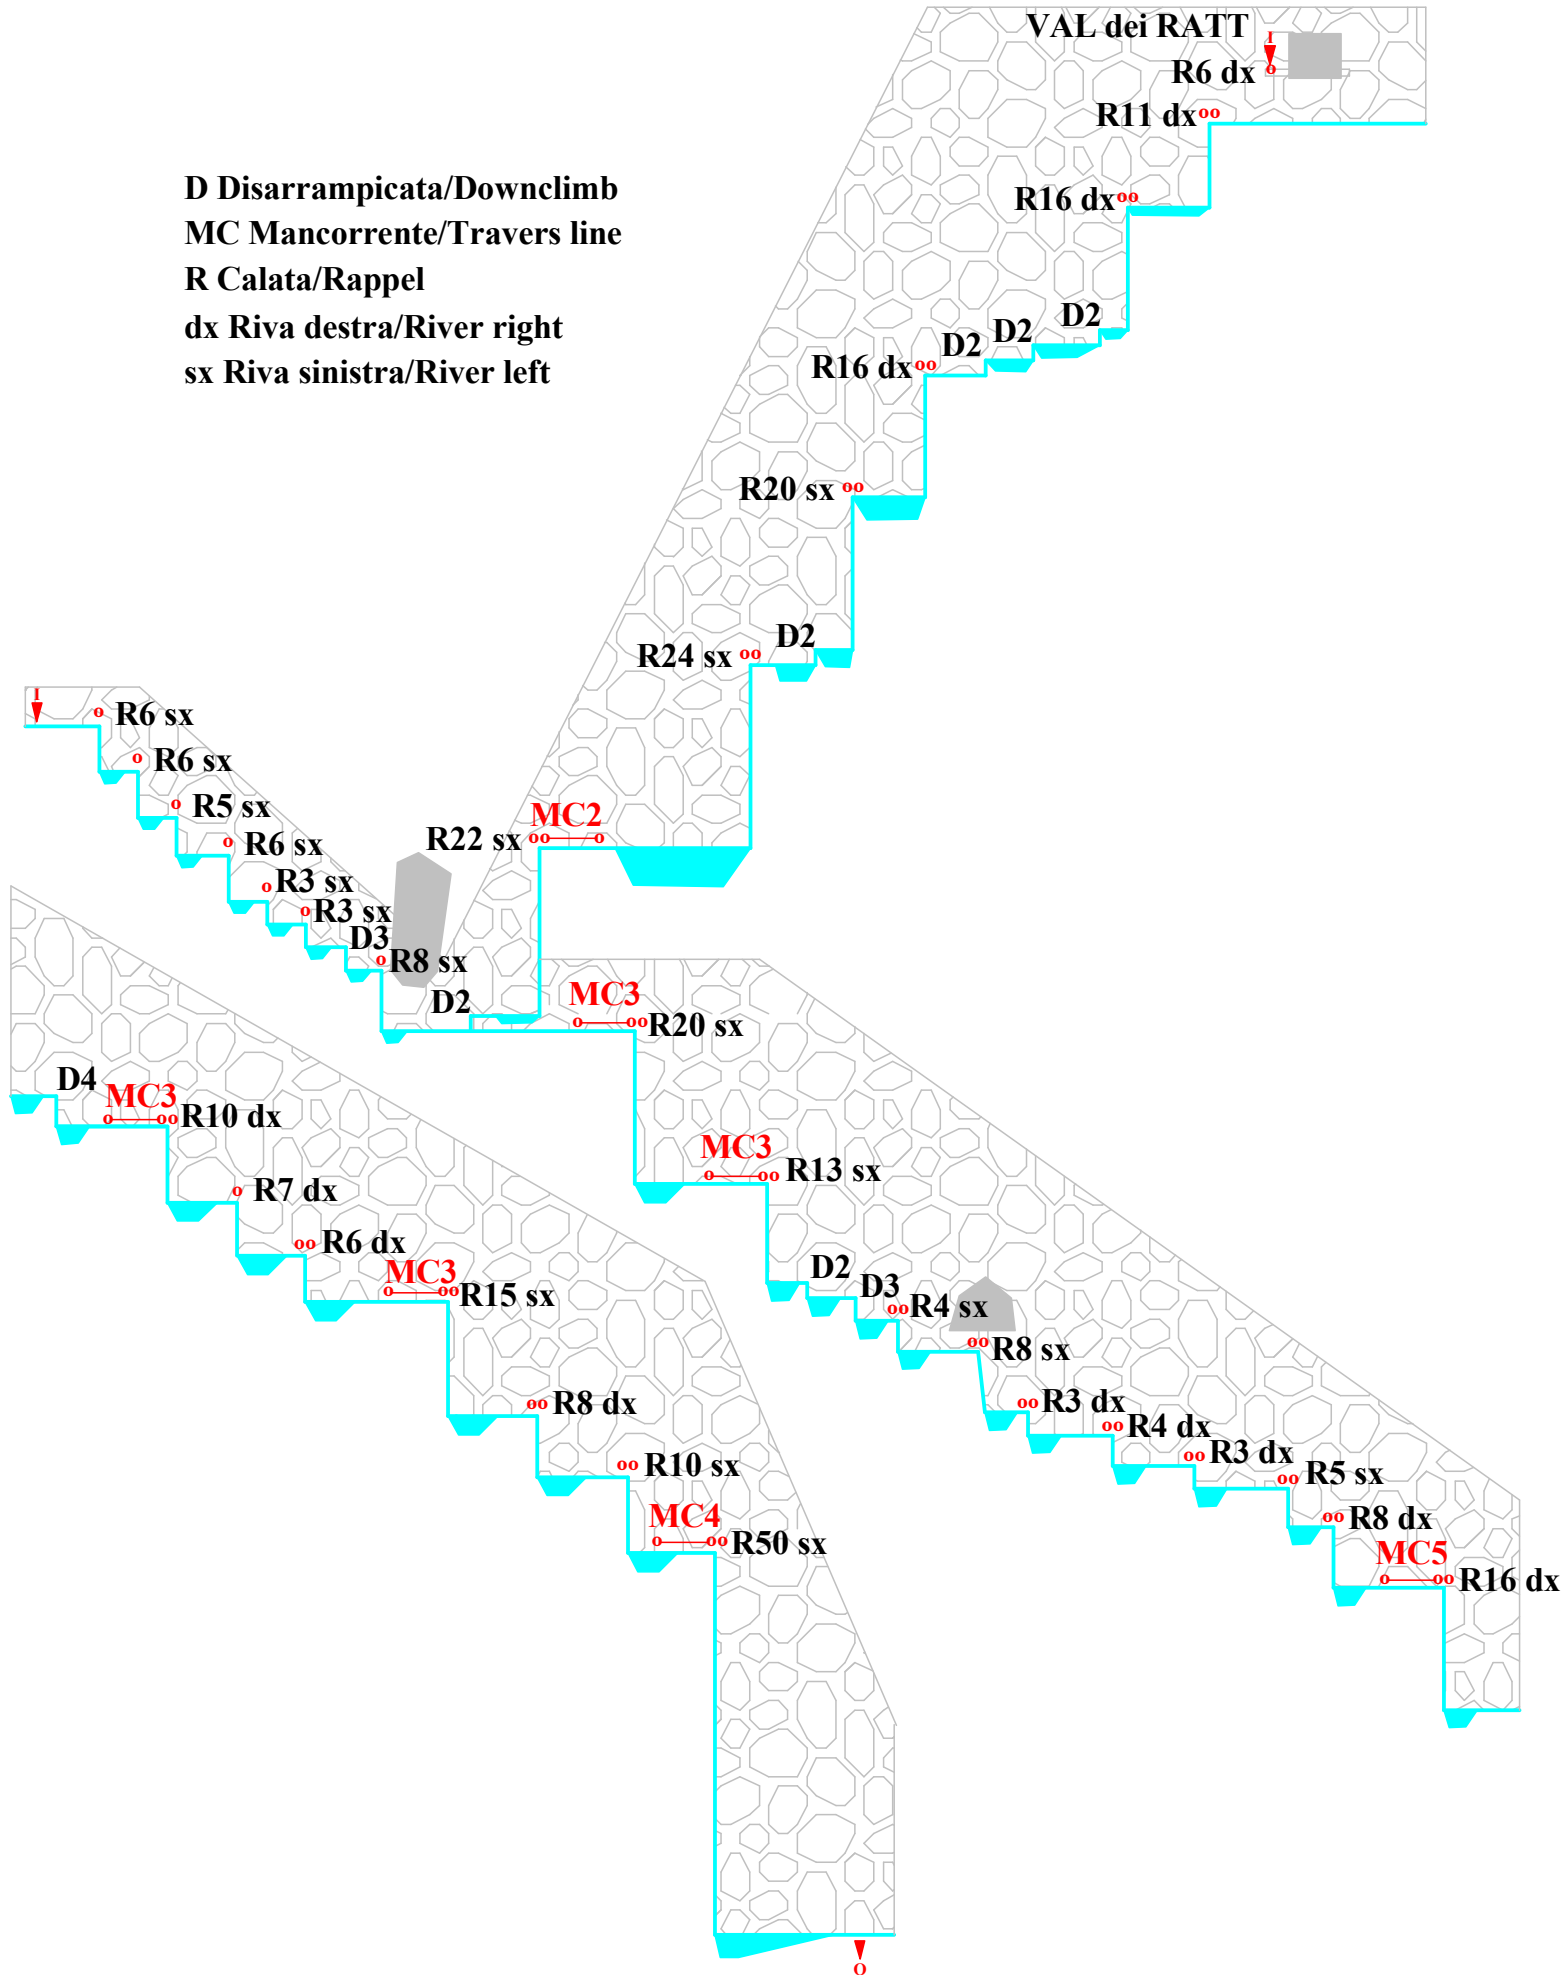 VAL dei RATT
I
R6 dx
R11 dx
D Disarrampicata/Downclimb
MC Mancorrente/Travers line
R Calata/Rappel
dx Riva destra/River right
sx Riva sinistra/River left
R16 dx
D2
D2
D2
R16 dx
R20 sx
D2
R24 sx
MC2
R22 sx
D2
I
R6 sx
R6 sx
R5 sx
R6 sx
R3 sx
R3 sx
D3
R8 sx
MC3
R20 sx
MC3
R13 sx
D2
D3
R4 sx
R8 sx
R3 dx
R4 dx
R3 dx
R5 sx
R8 dx
MC5
R16 dx
D4
MC3
R10 dx
R7 dx
R6 dx
MC3
R15 sx
R8 dx
R10 sx
MC4
R50 sx
O